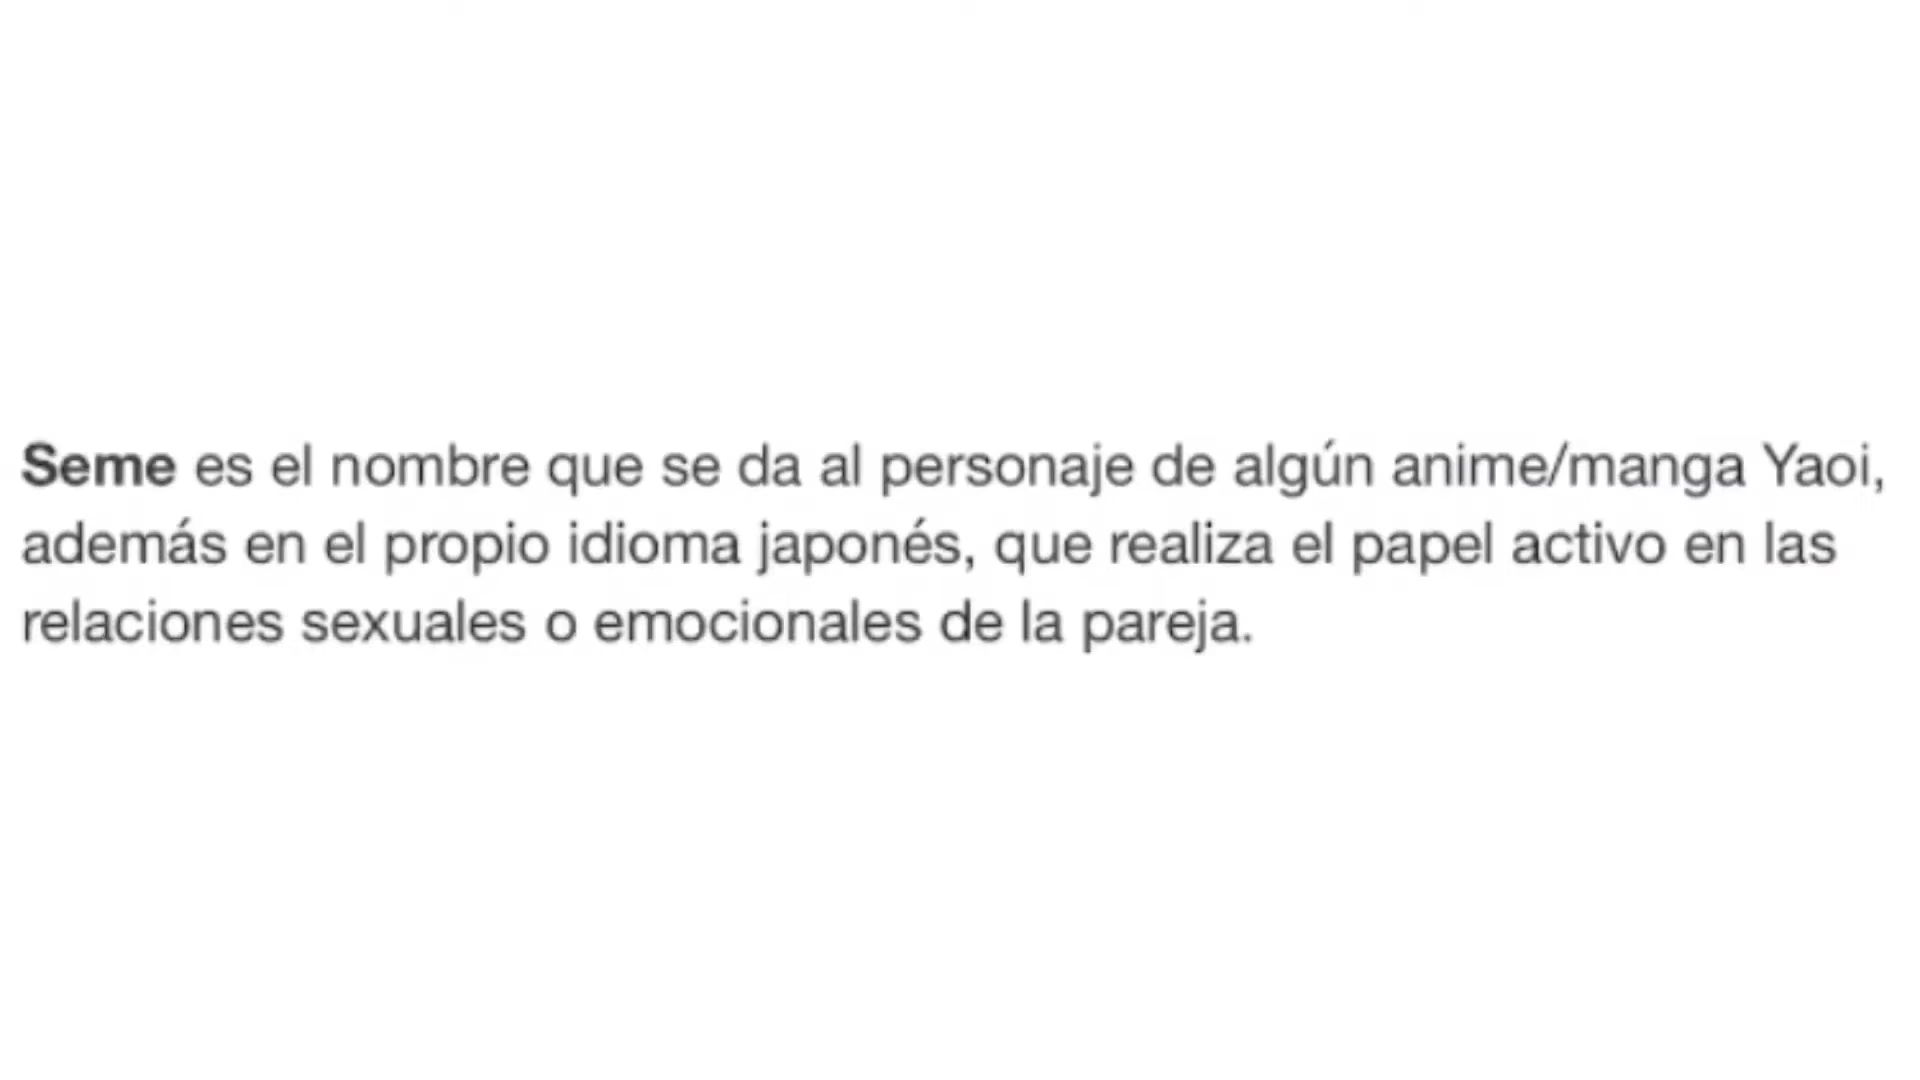 Seme es el nombre que se da al personaje de algún anime/manga Yaoi,
además en el propio idioma japonés, que realiza el papel activo en las
relaciones sexuales o emocionales de la pareja.